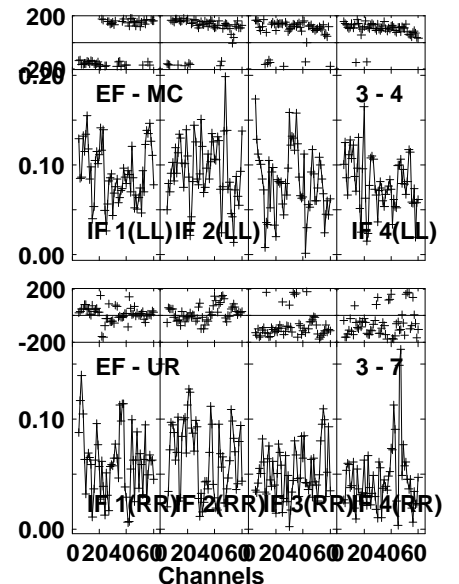 200
-200
0.20
EF - MC 3 - 4
0.10
IF 1(LL) IF 2(LL) IF 4(LL)
0.00
200
-200
EF - UR 3 - 7
0.10
IF 1(RR) IF 2(RR) IF 3(RR) IF 4(RR)
0.00
0 20 40 60 0 20 40 60 0 20 40 60 0 20 40 60
Channels